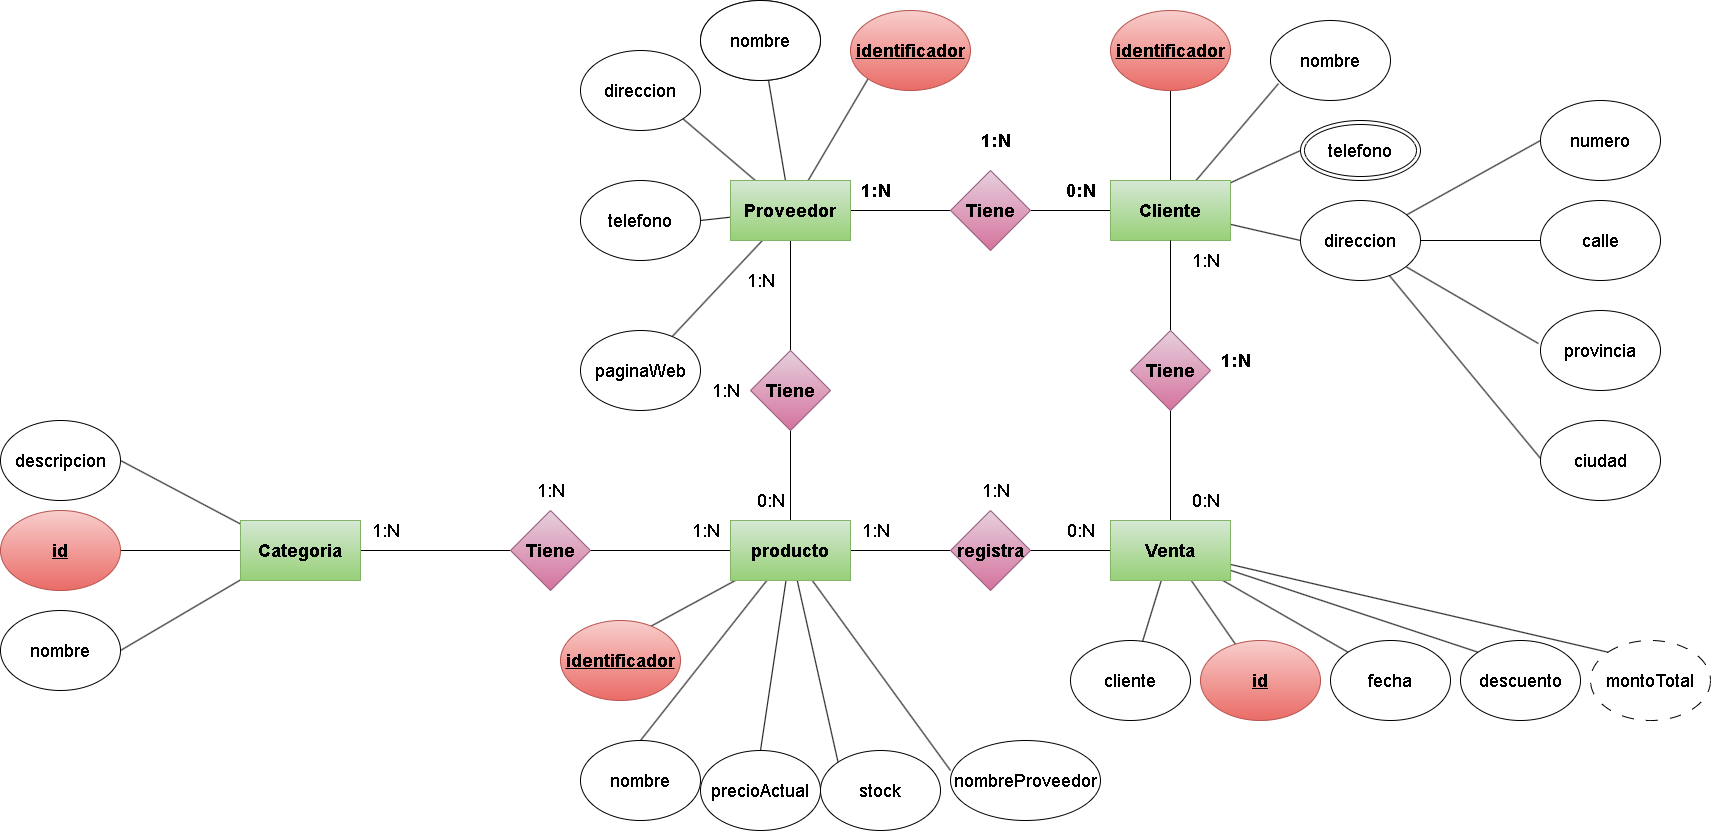 nombre
identificador
identificador
nombre
direccion
numero
telefono
1:N
1:N
0:N
Proveedor
Tiene
Cliente
telefono
direccion
calle
1:N
1:N
paginaWeb
1:N
Tiene
Tiene
1:N
provincia
descripcion
ciudad
1:N
0:N
1:N
0:N
id
1:N
1:N
1:N
0:N
Categoria
Tiene
producto
registra
Venta
nombre
identificador
cliente
id
fecha
descuento
montoTotal
nombre
precioActual
stock
nombreProveedor